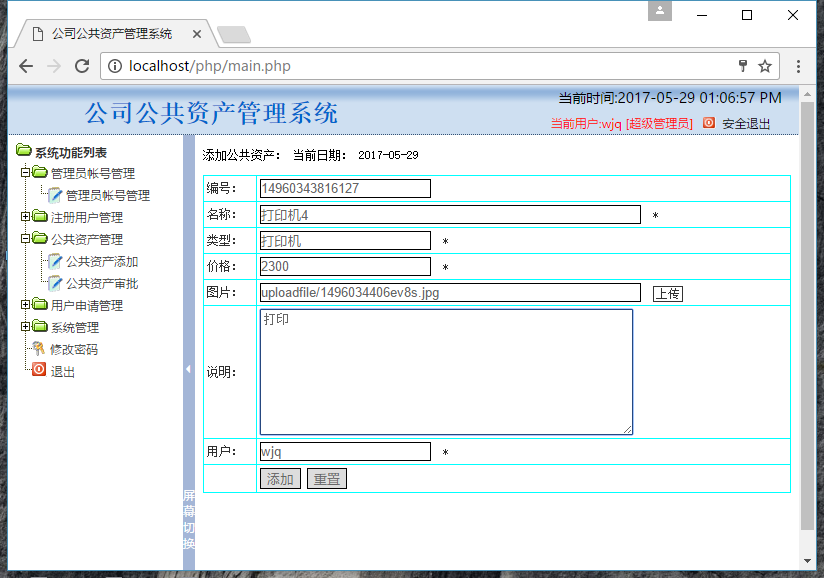 公司公共资产管理系统
localhost/php/main.php
公司公共资产管理系统
当前时间:2017-05-29 01:06:57 PM
当前用户:wjq [超级管理员] 安全退出
系统功能列表
管理员帐号管理
管理员帐号管理
注册用户管理
公共资产管理
公共资产添加
公共资产审批
用户申请管理
系统管理
修改密码
退出
屏幕切换
添加公共资产： 当前日期： 2017-05-29
编号： 14960343816127
名称： 打印机4 *
类型： 打印机 *
价格： 2300 *
图片： uploadfile/1496034406ev8s.jpg 上传
说明： 打印
用户： wjq *
添加 重置